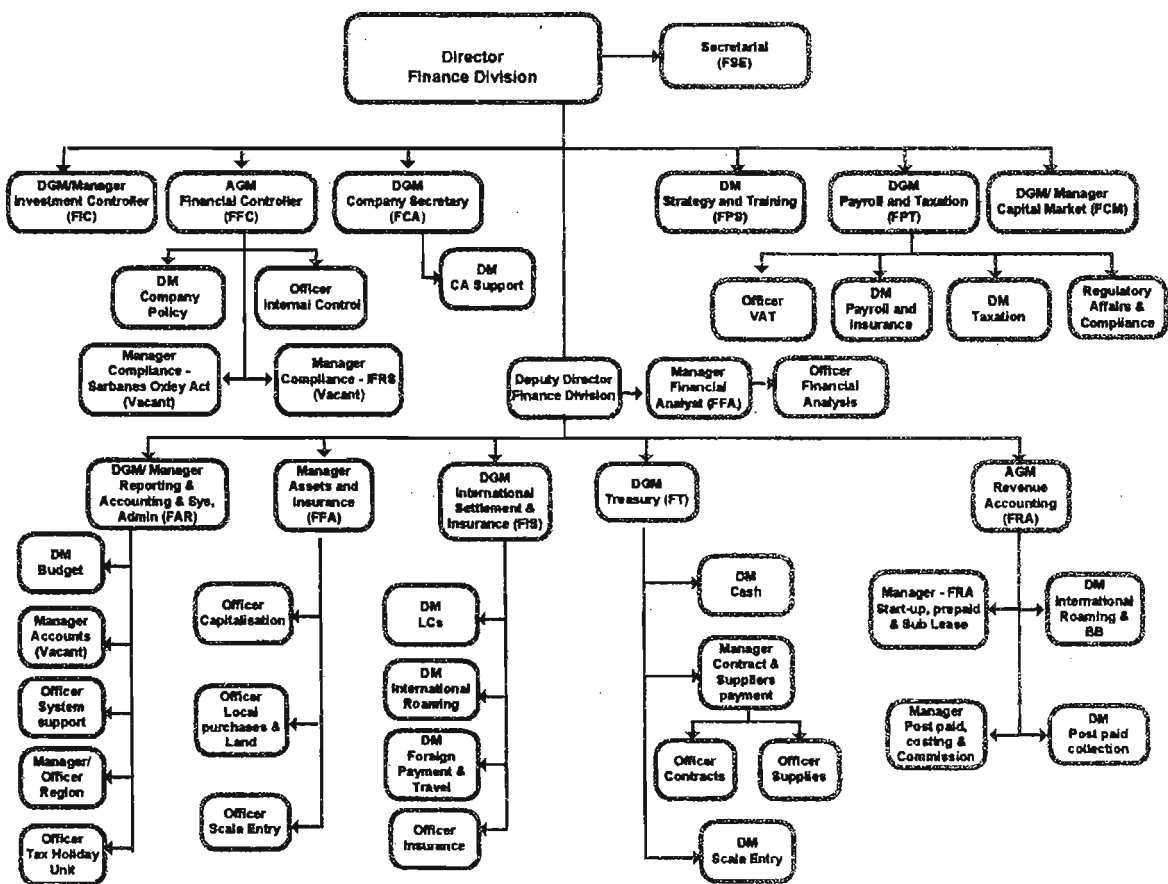 Director
Finance Division
Secretarial
(FSE)
DGM/Manager
Investment Controller
(FIC)
AGM
Financial Controller
(FFC)
DGM
Company Secretary
(FCA)
DM
Strategy and Training
(FPS)
DGM
Payroll and Taxation
(FPT)
DGM/ Manager
Capital Market (FCM)
DM
Company
Policy
Officer
Internal Control
DM
CA Support
Officer
VAT
DM
Payroll and
Insurance
DM
Taxation
Regulatory
Affairs &
Compliance
Manager
Compliance -
Sarbanes Oxley Act
(Vacant)
Manager
Compliance - IFRS
(Vacant)
Deputy Director
Finance Division
Manager
Financial
Analyst (FFA)
Officer
Financial
Analysis
DGM/ Manager
Reporting &
Accounting & Sys,
Admin (FAR)
Manager
Assets and
Insurance
(FFA)
DGM
International
Settlement &
Insurance (FIS)
DGM
Treasury (FT)
AGM
Revenue
Accounting
(FRA)
DM
Budget
Manager
Accounts
(Vacant)
Officer
System
support
Manager/
Officer
Region
Officer
Tax Holiday
Unit
Officer
Capitalisation
Officer
Local
purchases &
Land
Officer
Scala Entry
DM
LCs
DM
International
Roaming
DM
Foraign
Payment &
Travel
Officer
Insurance
DM
Cash
Manager
Contract &
Suppliers
payment
Officer
Contracts
Officer
Supplies
DM
Scala Entry
Manager - FRA
Start-up, prepaid
& Sub Lease
DM
International
Roaming &
BB
Manager
Post paid,
costing &
Commission
DM
Post paid
collection